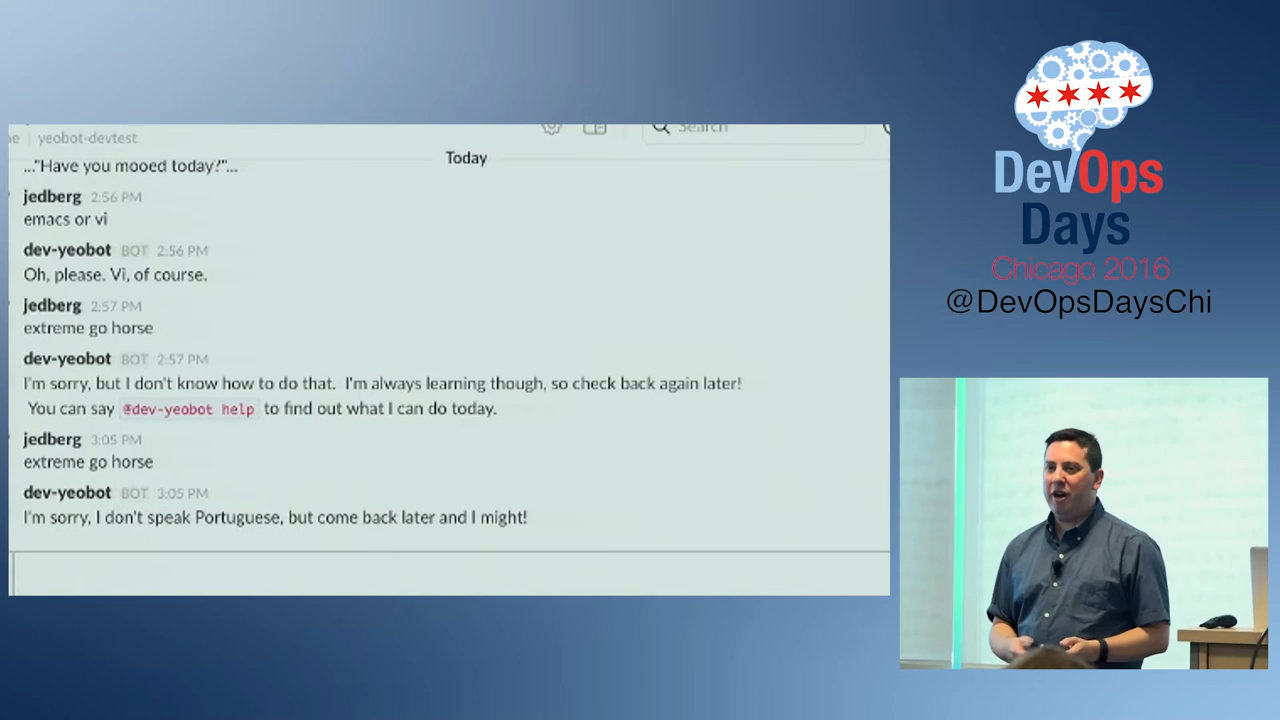 yeobot-devtest
Search
Today
..."Have you mooed today?"...
jedberg 2:56 PM
emacs or vi
dev-yeobot BOT 2:56 PM
Oh, please. Vi, of course.
jedberg 2:57 PM
extreme go horse
dev-yeobot BOT 2:57 PM
I'm sorry, but I don't know how to do that. I'm always learning though, so check back again later!
You can say @dev-yeobot help to find out what I can do today.
jedberg 3:05 PM
extreme go horse
dev-yeobot BOT 3:05 PM
I'm sorry, I don't speak Portuguese, but come back later and I might!
DevOps
Days
Chicago 2016
@DevOpsDaysChi